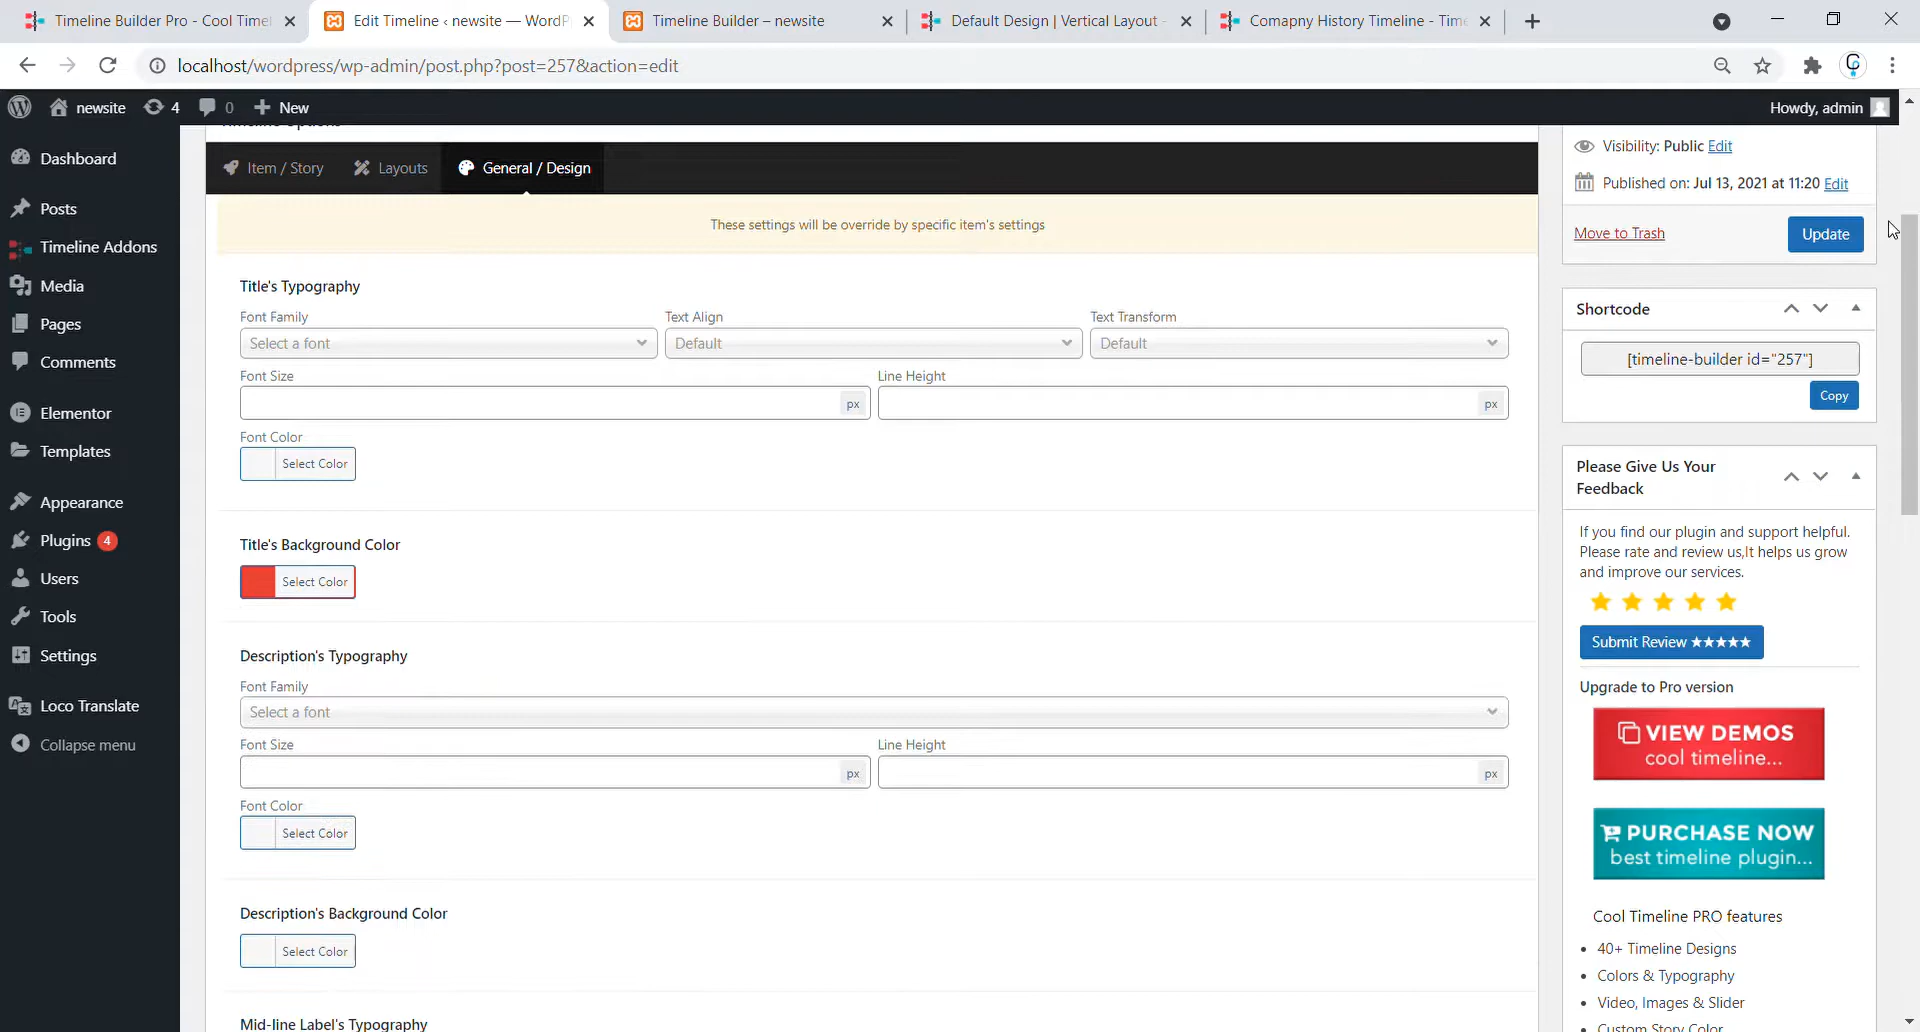 Timeline Builder Pro - Cool Timel
Edit Timeline ‹ newsite — WordP
Timeline Builder – newsite
Default Design | Vertical Layout -
Comapny History Timeline - Time
localhost/wordpress/wp-admin/post.php?post=257&action=edit
newsite
4
0
New
Howdy, admin
Dashboard
Posts
Timeline Addons
Media
Pages
Comments
Elementor
Templates
Appearance
Plugins 4
Users
Tools
Settings
Loco Translate
Collapse menu
Timeline Options
Item / Story
Layouts
General / Design
These settings will be override by specific item's settings
Title's Typography
Font Family
Text Align
Text Transform
Select a font
Default
Default
Font Size
Line Height
px
px
Font Color
Select Color
Title's Background Color
Select Color
Description's Typography
Font Family
Select a font
Font Size
Line Height
px
px
Font Color
Select Color
Description's Background Color
Select Color
Mid-line Label's Typography
Visibility: Public Edit
Published on: Jul 13, 2021 at 11:20 Edit
Move to Trash
Update
Shortcode
[timeline-builder id="257"]
Copy
Please Give Us Your
Feedback
If you find our plugin and support helpful.
Please rate and review us,It helps us grow
and improve our services.
Submit Review ★★★★★
Upgrade to Pro version
VIEW DEMOS
cool timeline...
PURCHASE NOW
best timeline plugin...
Cool Timeline PRO features
40+ Timeline Designs
Colors & Typography
Video, Images & Slider
Custom Story Color